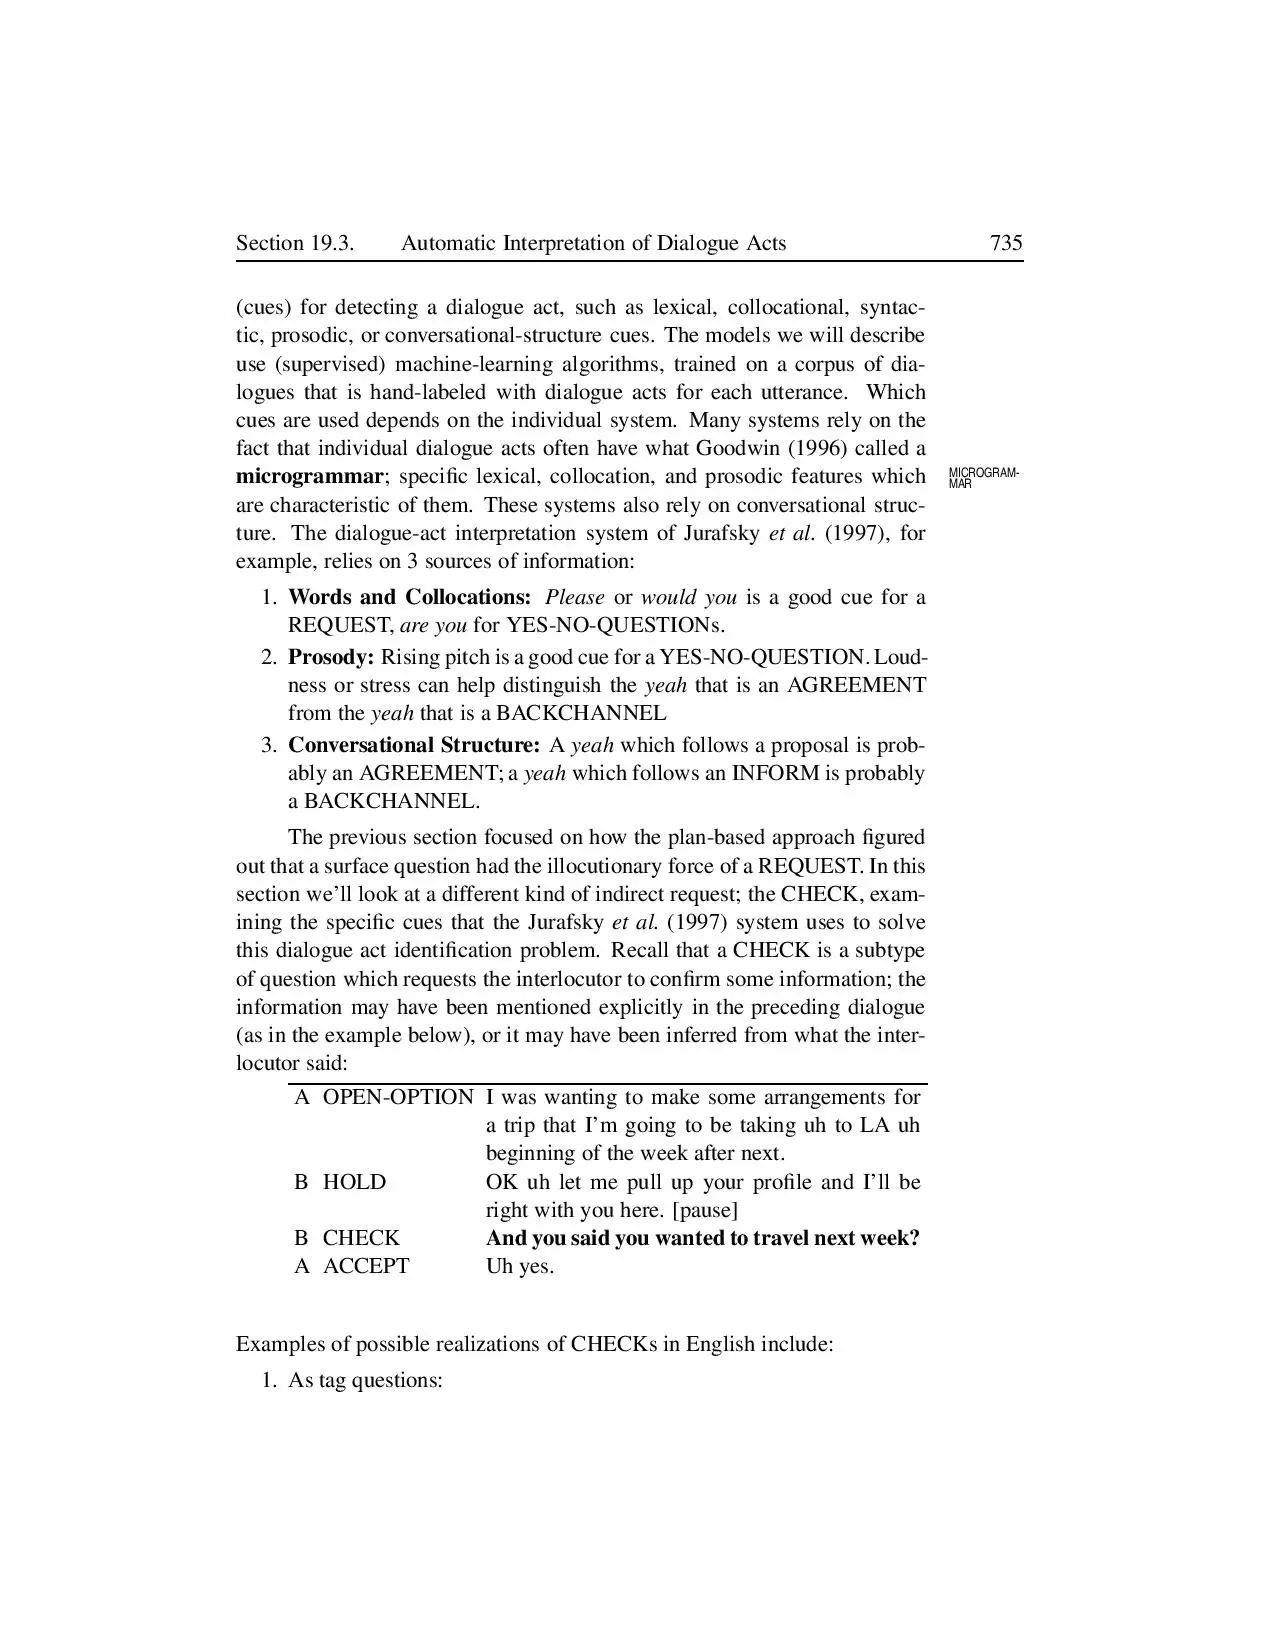 Section 19.3. Automatic Interpretation of Dialogue Acts 735
(cues) for detecting a dialogue act, such as lexical, collocational, syntac-
tic, prosodic, or conversational-structure cues. The models we will describe
use (supervised) machine-learning algorithms, trained on a corpus of dia-
logues that is hand-labeled with dialogue acts for each utterance. Which
cues are used depends on the individual system. Many systems rely on the
fact that individual dialogue acts often have what Goodwin (1996) called a
microgrammar; specific lexical, collocation, and prosodic features which
MICROGRAM-
MAR
are characteristic of them. These systems also rely on conversational struc-
ture. The dialogue-act interpretation system of Jurafsky et al. (1997), for
example, relies on 3 sources of information:
1. Words and Collocations: Please or would you is a good cue for a
REQUEST, are you for YES-NO-QUESTIONs.
2. Prosody: Rising pitch is a good cue for a YES-NO-QUESTION. Loud-
ness or stress can help distinguish the yeah that is an AGREEMENT
from the yeah that is a BACKCHANNEL
3. Conversational Structure: A yeah which follows a proposal is prob-
ably an AGREEMENT; a yeah which follows an INFORM is probably
a BACKCHANNEL.
The previous section focused on how the plan-based approach figured
out that a surface question had the illocutionary force of a REQUEST. In this
section we'll look at a different kind of indirect request; the CHECK, exam-
ining the specific cues that the Jurafsky et al. (1997) system uses to solve
this dialogue act identification problem. Recall that a CHECK is a subtype
of question which requests the interlocutor to confirm some information; the
information may have been mentioned explicitly in the preceding dialogue
(as in the example below), or it may have been inferred from what the inter-
locutor said:
A OPEN-OPTION I was wanting to make some arrangements for
a trip that I'm going to be taking uh to LA uh
beginning of the week after next.
B HOLD OK uh let me pull up your profile and I'll be
right with you here. [pause]
B CHECK And you said you wanted to travel next week?
A ACCEPT Uh yes.
Examples of possible realizations of CHECKs in English include:
1. As tag questions: